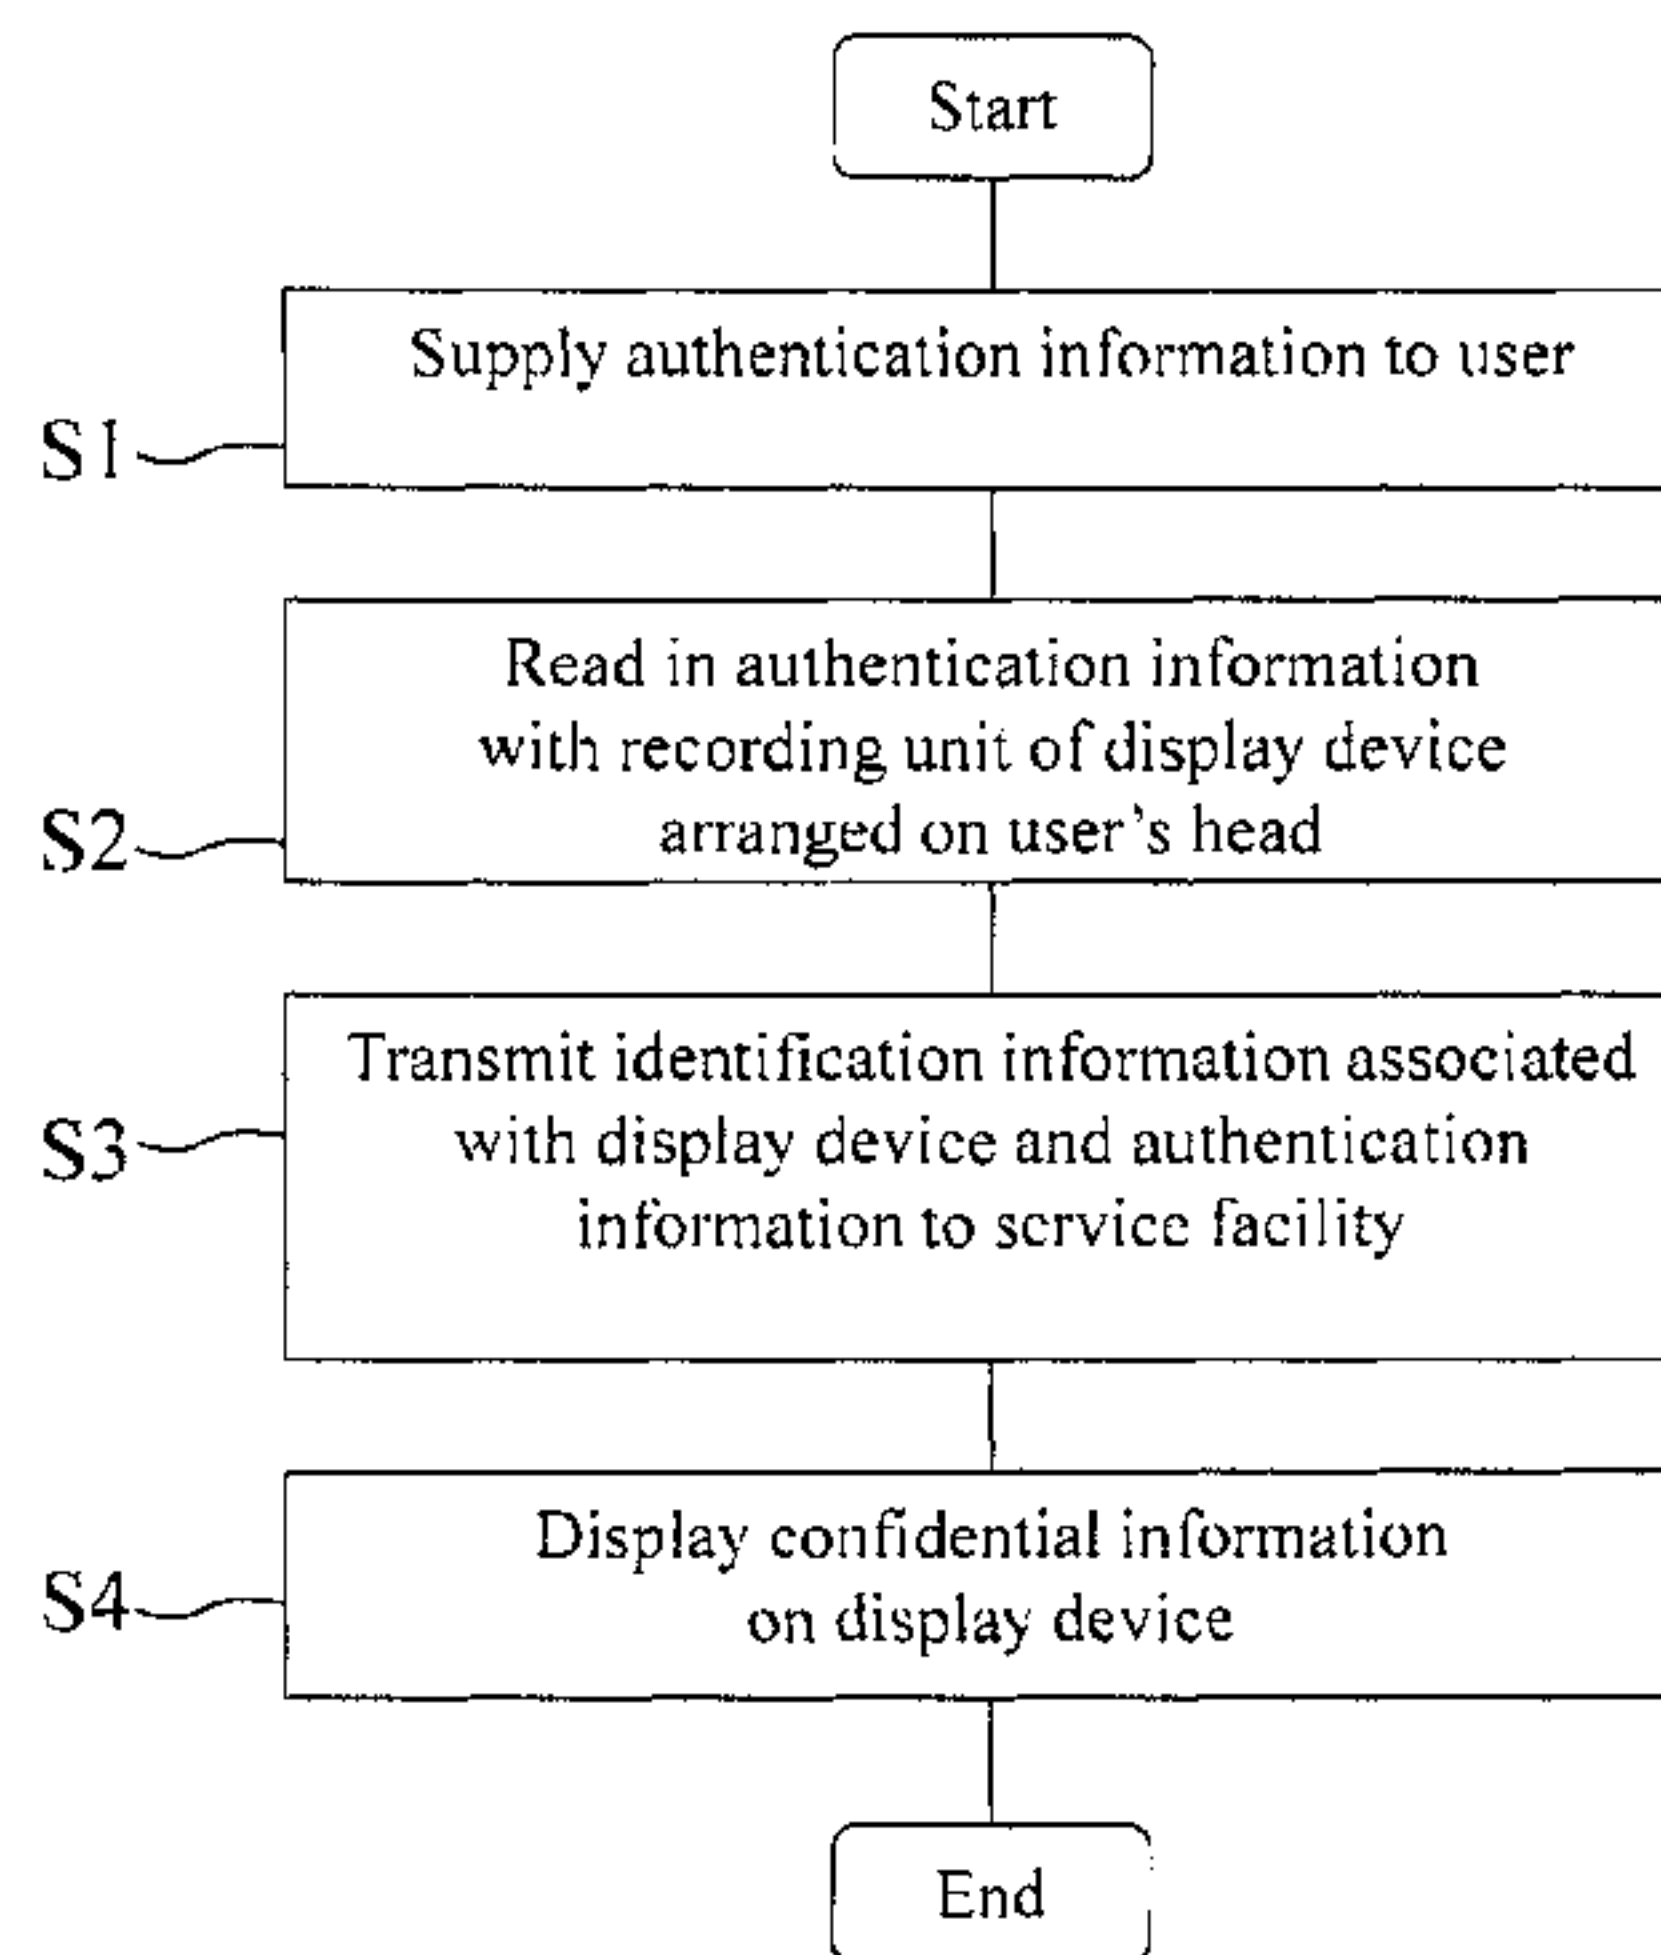 Start
Supply authentication information to user
S1
Read in authentication information
with recording unit of display device
arranged on user's head
S2
Transmit identification information associated
with display device and authentication
information to service facility
S3
Display confidential information
on display device
S4
End